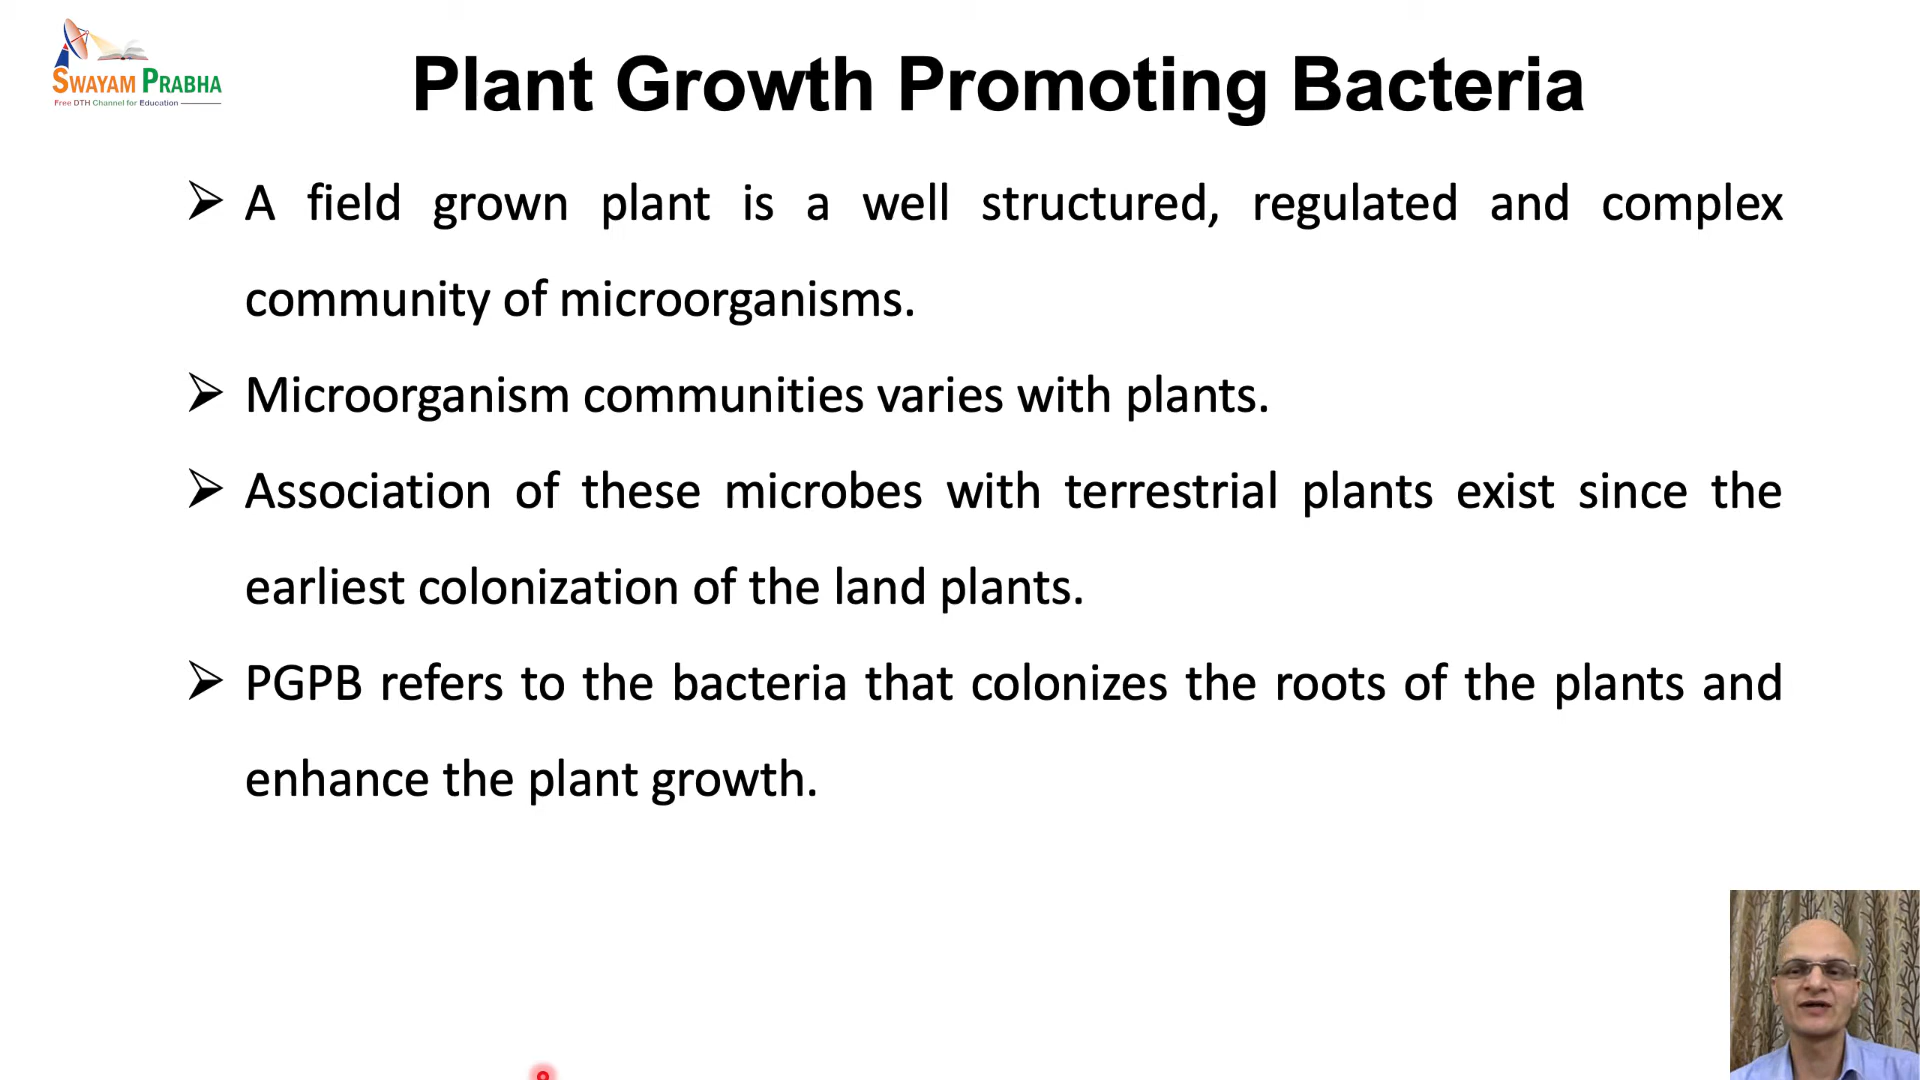 SWAYAM PRABHA
Free DTH Channel for Education
Plant Growth Promoting Bacteria
A field grown plant is a well structured, regulated and complex
community of microorganisms.
Microorganism communities varies with plants.
Association of these microbes with terrestrial plants exist since the
earliest colonization of the land plants.
PGPB refers to the bacteria that colonizes the roots of the plants and
enhance the plant growth.